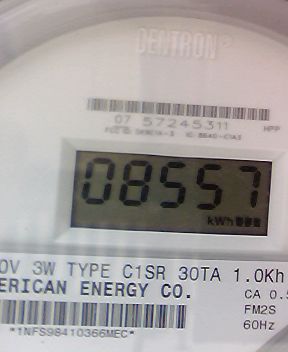 CENTRON®
07 57245311
HPP
08557
kWh
0V 3W TYPE C1SR 30TA 1.0Kh
ERICAN ENERGY CO.
CA 0.5
FM2S
60Hz
*1NFS98410366MEC*